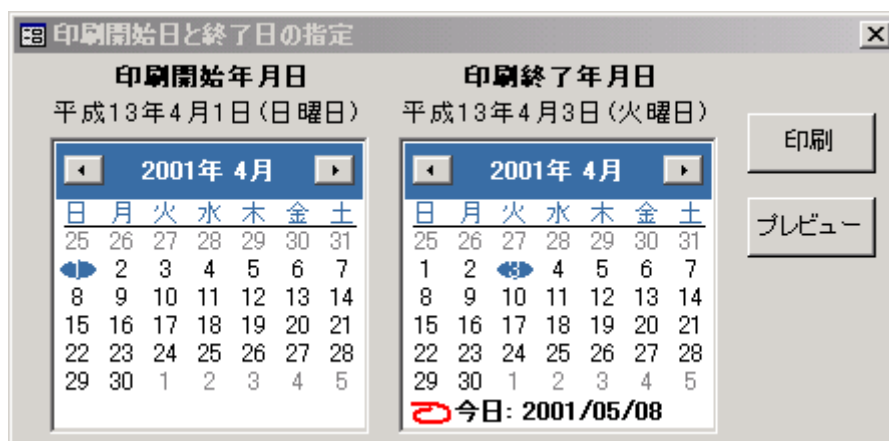 印刷開始日と終了日の指定
印刷開始年月日
平成13年4月1日(日曜日)
2001年 4月
日 月 火 水 木 金 土
25 26 27 28 29 30 31
1 2 3 4 5 6 7
8 9 10 11 12 13 14
15 16 17 18 19 20 21
22 23 24 25 26 27 28
29 30 1 2 3 4 5
印刷終了年月日
平成13年4月3日(火曜日)
2001年 4月
日 月 火 水 木 金 土
25 26 27 28 29 30 31
1 2 3 4 5 6 7
8 9 10 11 12 13 14
15 16 17 18 19 20 21
22 23 24 25 26 27 28
29 30 1 2 3 4 5
今日: 2001/05/08
印刷
プレビュー